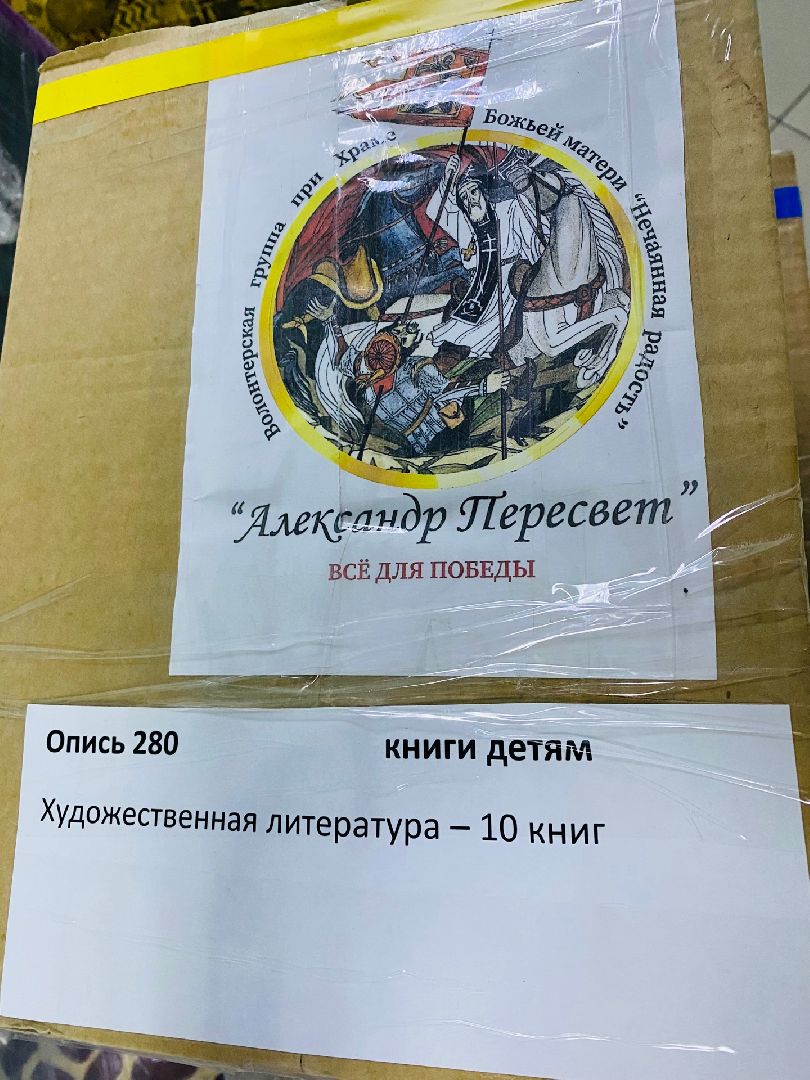 Волонтерская группа при Храме Божьей матери "Нечаянная радость"
"Александр Пересвет"
ВСЁ ДЛЯ ПОБЕДЫ
Опись 280 книги детям
Художественная литература – 10 книг